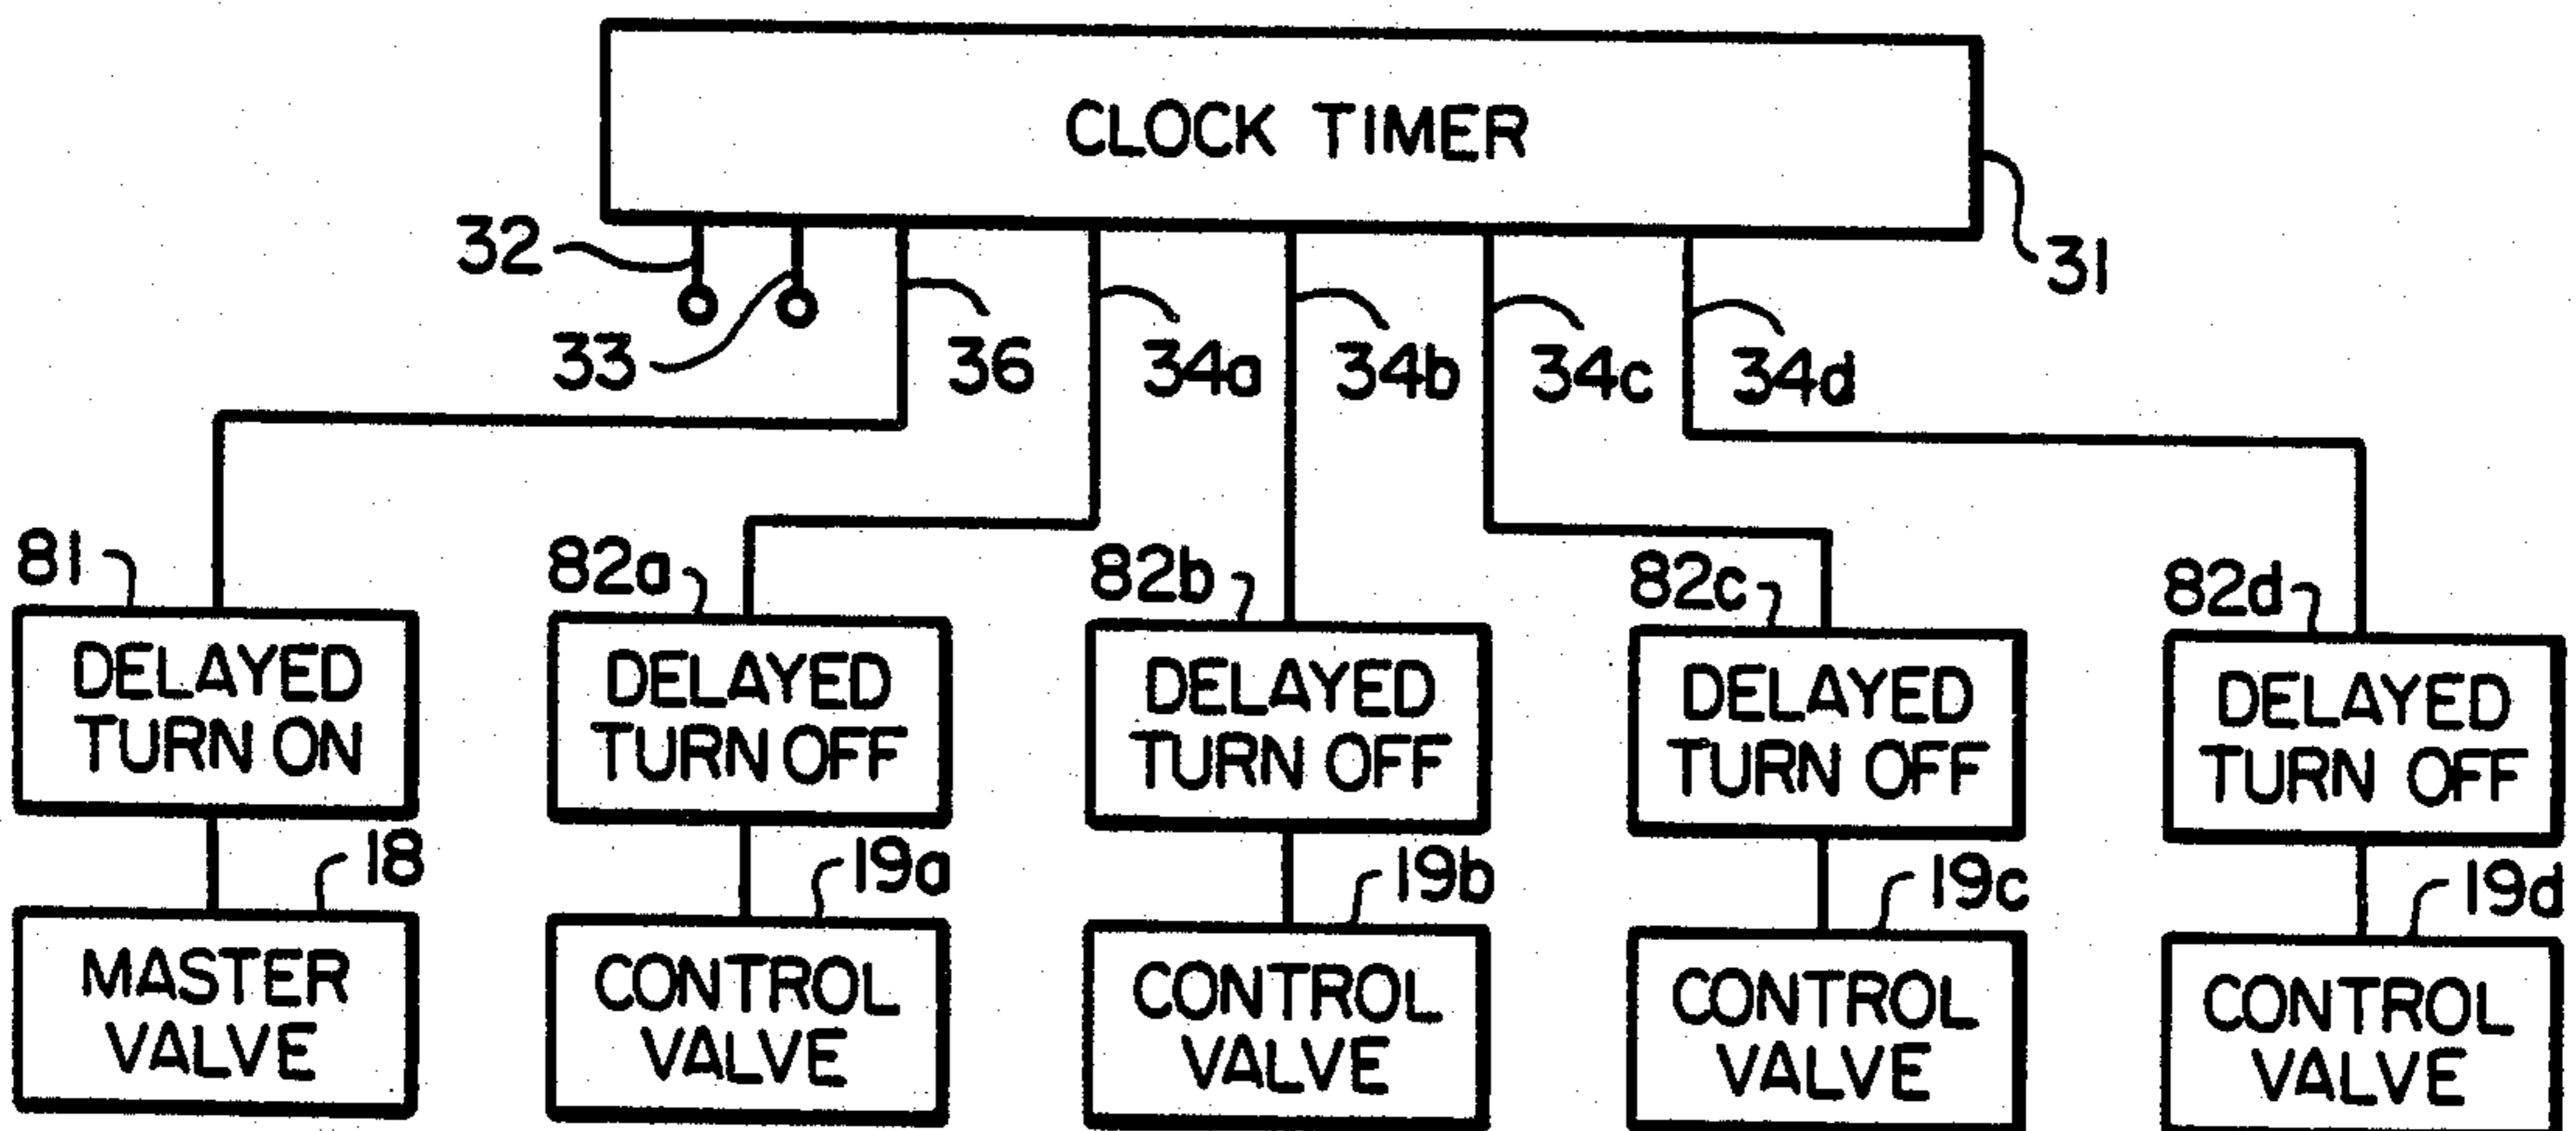 CLOCK TIMER
32
31
33
36
34a
34b
34c
34d
81
82a
82b
82c
82d
DELAYED
TURN ON
DELAYED
TURN OFF
DELAYED
TURN OFF
DELAYED
TURN OFF
DELAYED
TURN OFF
18
19a
19b
19c
19d
MASTER
VALVE
CONTROL
VALVE
CONTROL
VALVE
CONTROL
VALVE
CONTROL
VALVE